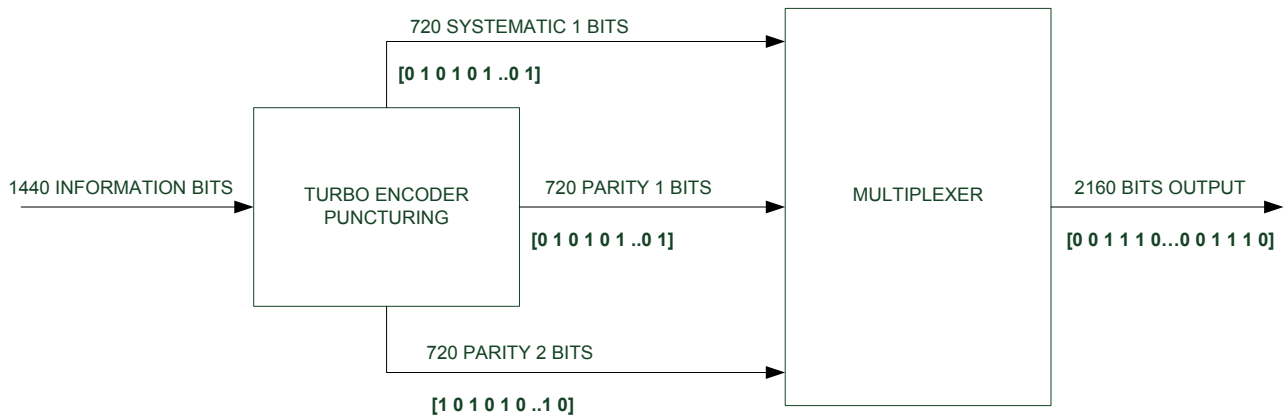 720 SYSTEMATIC 1 BITS
[0 1 0 1 0 1 ..0 1]
1440 INFORMATION BITS
TURBO ENCODER
PUNCTURING
720 PARITY 1 BITS
[0 1 0 1 0 1 ..0 1]
MULTIPLEXER
2160 BITS OUTPUT
[0 0 1 1 1 0...0 0 1 1 1 0]
720 PARITY 2 BITS
[1 0 1 0 1 0 ..1 0]